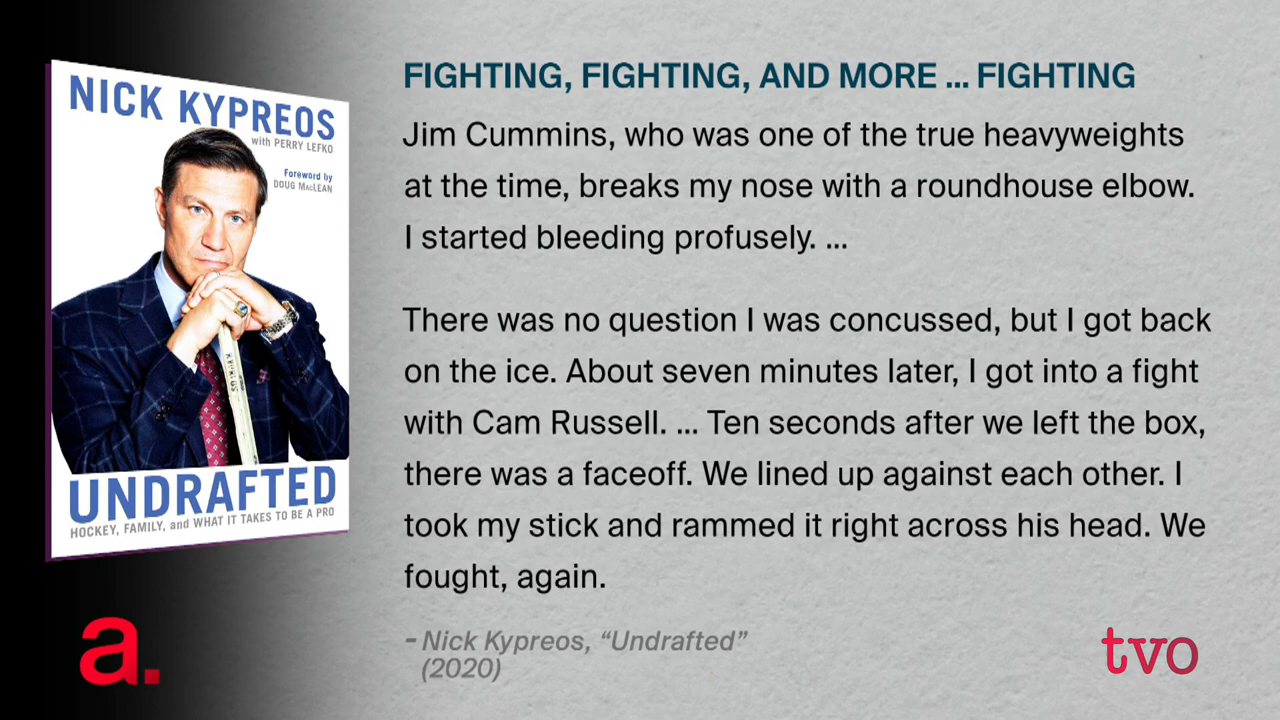 NICK KYPREOS
with PERRY LEFKO
Foreword by
DOUG MACLEAN
UNDRAFTED
HOCKEY, FAMILY, and WHAT IT TAKES TO BE A PRO
FIGHTING, FIGHTING, AND MORE ... FIGHTING
Jim Cummins, who was one of the true heavyweights
at the time, breaks my nose with a roundhouse elbow.
I started bleeding profusely. ...
There was no question I was concussed, but I got back
on the ice. About seven minutes later, I got into a fight
with Cam Russell. ... Ten seconds after we left the box,
there was a faceoff. We lined up against each other. I
took my stick and rammed it right across his head. We
fought, again.
- Nick Kypreos, “Undrafted”
(2020)
a.
tvo